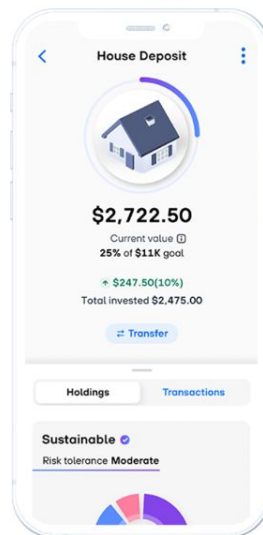 House Deposit
$2,722.50
Current value
25% of $11K goal
$247.50(10%)
Total invested $2,475.00
Transfer
Holdings
Transactions
Sustainable
Risk tolerance Moderate